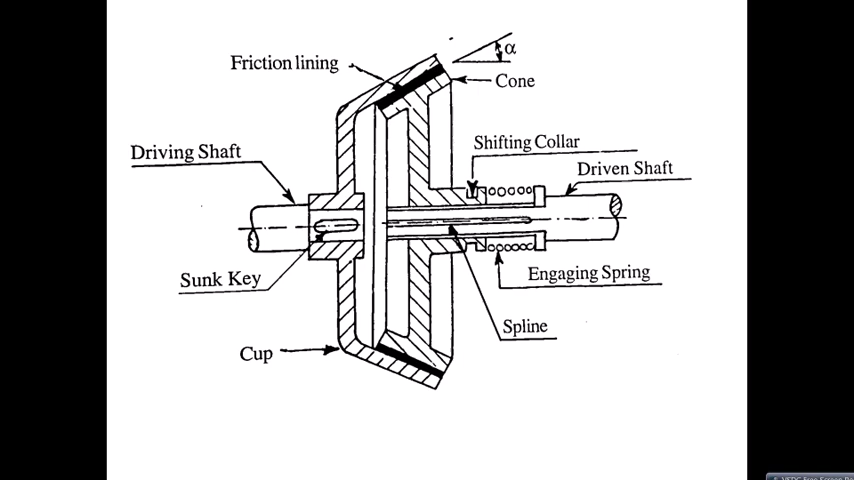 α
Friction lining
Cone
Shifting Collar
Driving Shaft
Driven Shaft
Sunk Key
Engaging Spring
Spline
Cup